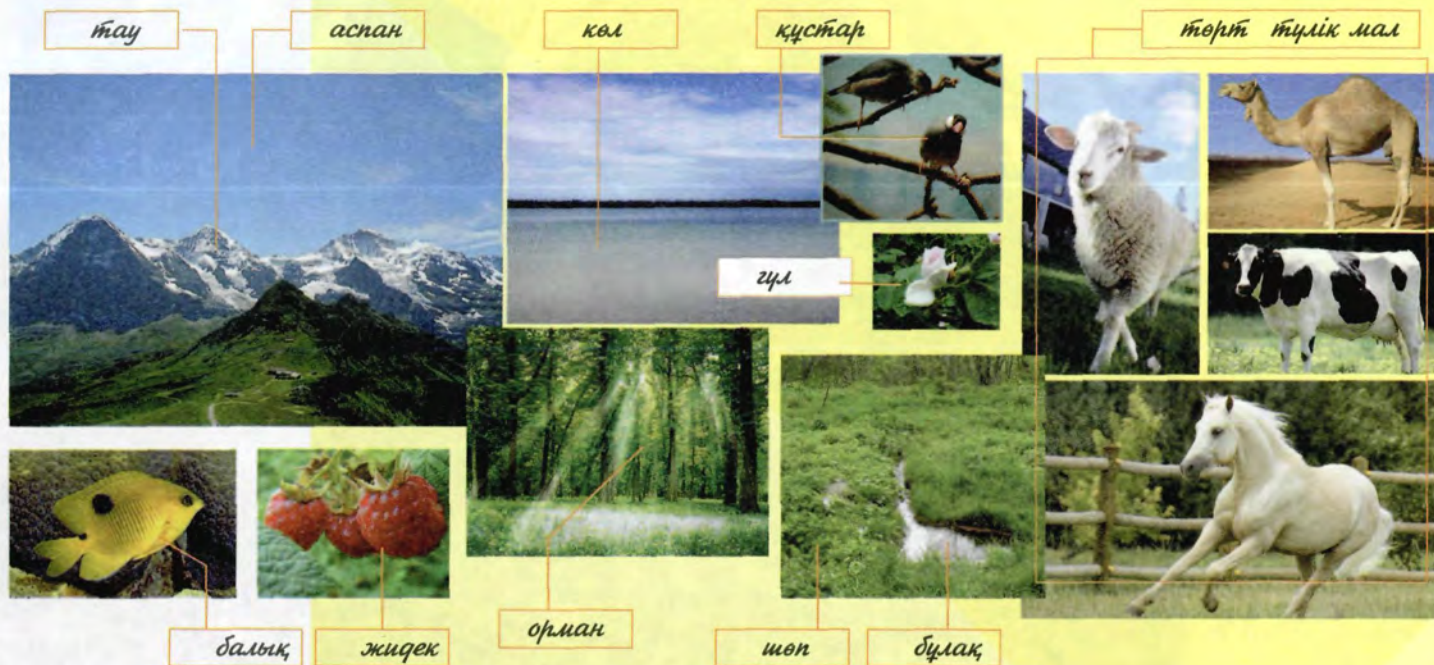 тау
аспан
көл
құстар
төрт түлік мал
гүл
балық
жидек
орман
шөп
бұлақ